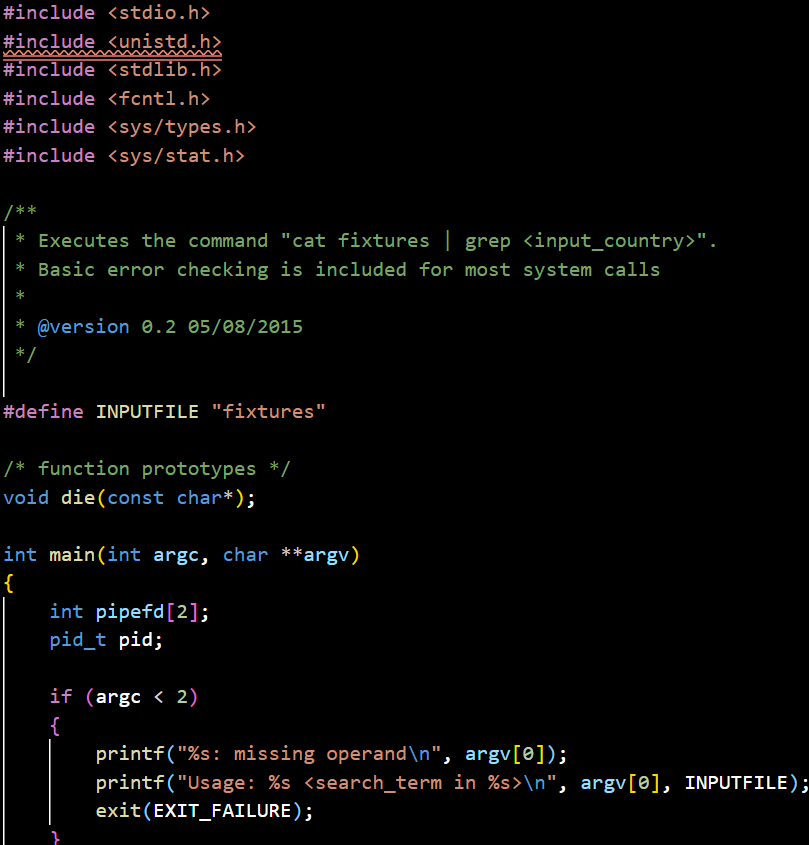 #include <stdio.h>
#include <unistd.h>
#include <stdlib.h>
#include <fcntl.h>
#include <sys/types.h>
#include <sys/stat.h>
/**
 * Executes the command "cat fixtures | grep <input_country>".
 * Basic error checking is included for most system calls
 *
 * @version 0.2 05/08/2015
 */
#define INPUTFILE "fixtures"
/* function prototypes */
void die(const char*);
int main(int argc, char **argv)
{
    int pipefd[2];
    pid_t pid;
    if (argc < 2)
    {
        printf("%s: missing operand\n", argv[0]);
        printf("Usage: %s <search_term in %s>\n", argv[0], INPUTFILE);
        exit(EXIT_FAILURE);
    }